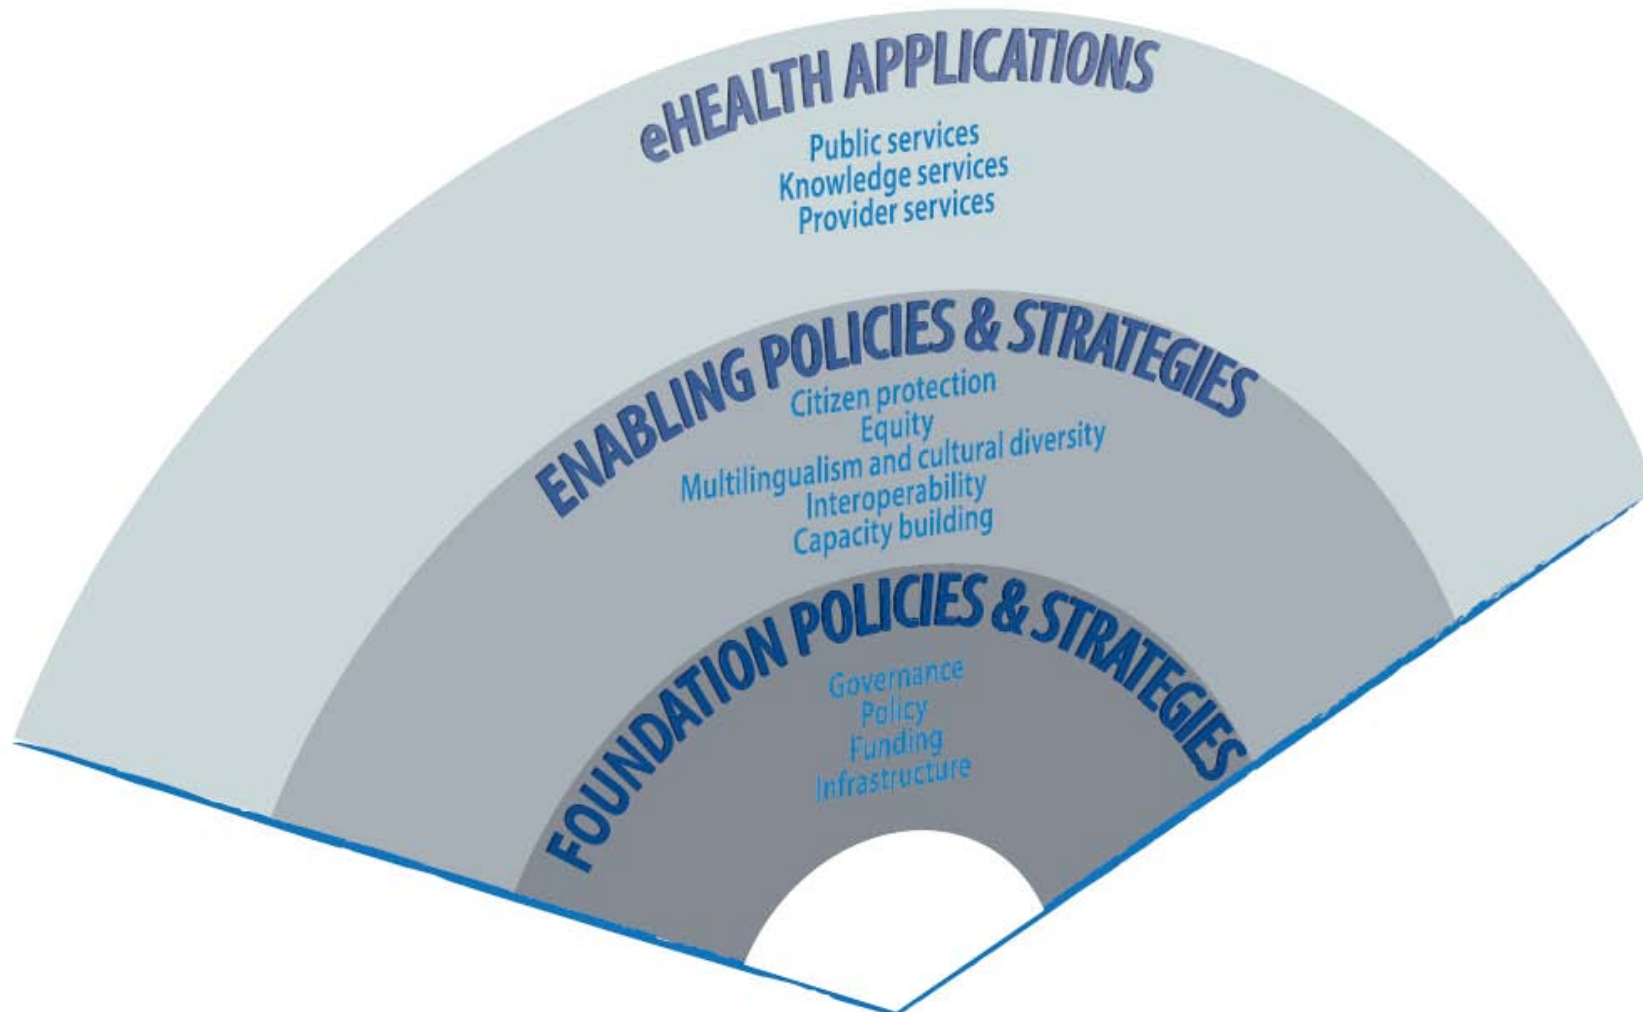 eHEALTH APPLICATIONS
Public services
Knowledge services
Provider services
ENABLING POLICIES & STRATEGIES
Citizen protection
Equity
Multilingualism and cultural diversity
Interoperability
Capacity building
FOUNDATION POLICIES & STRATEGIES
Governance
Policy
Funding
Infrastructure